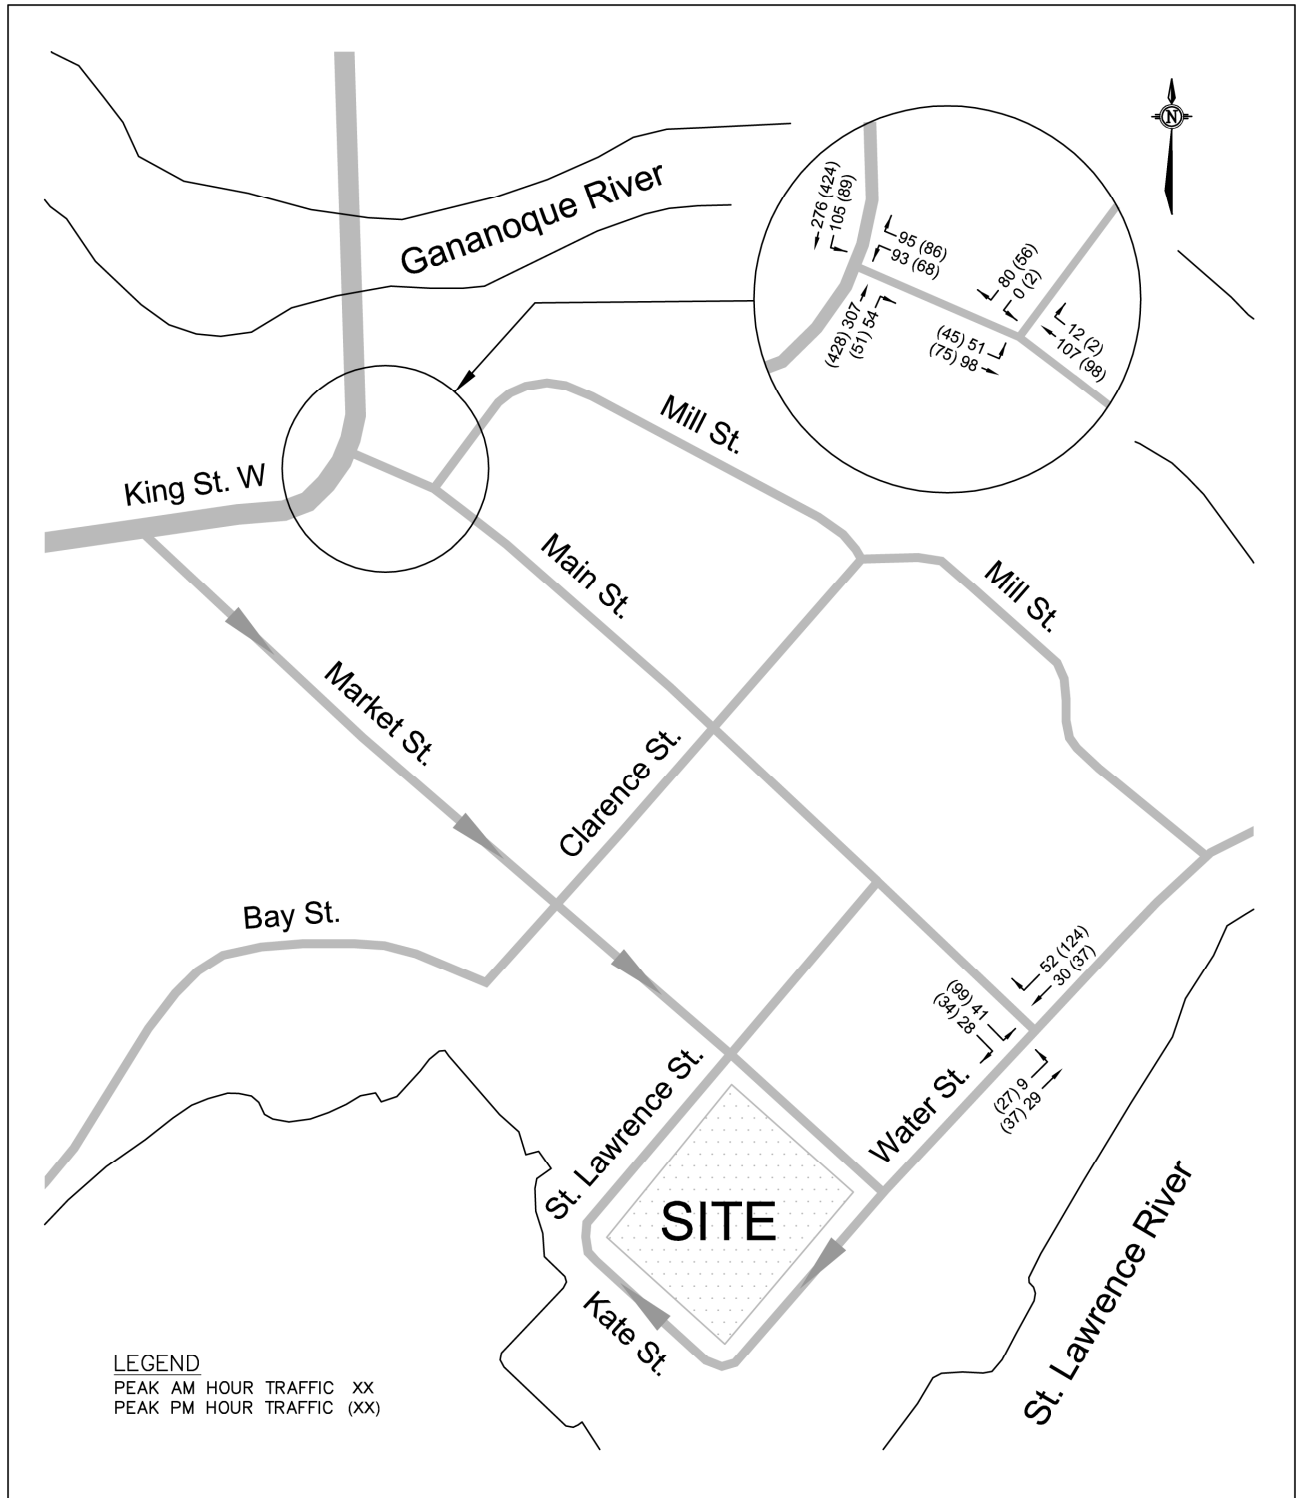 N
Gananoque River
276 (424)
105 (89)
95 (86)
93 (68)
80 (56)
0 (2)
(428) 307
(51) 54
(45) 51
(75) 98
12 (2)
107 (98)
Mill St.
King St. W
Main St.
Mill St.
Market St.
Clarence St.
Bay St.
52 (124)
30 (37)
(99) 41
(34) 28
(27) 9
(37) 29
St. Lawrence St.
Water St.
SITE
Kate St.
St. Lawrence River
LEGEND
PEAK AM HOUR TRAFFIC XX
PEAK PM HOUR TRAFFIC (XX)